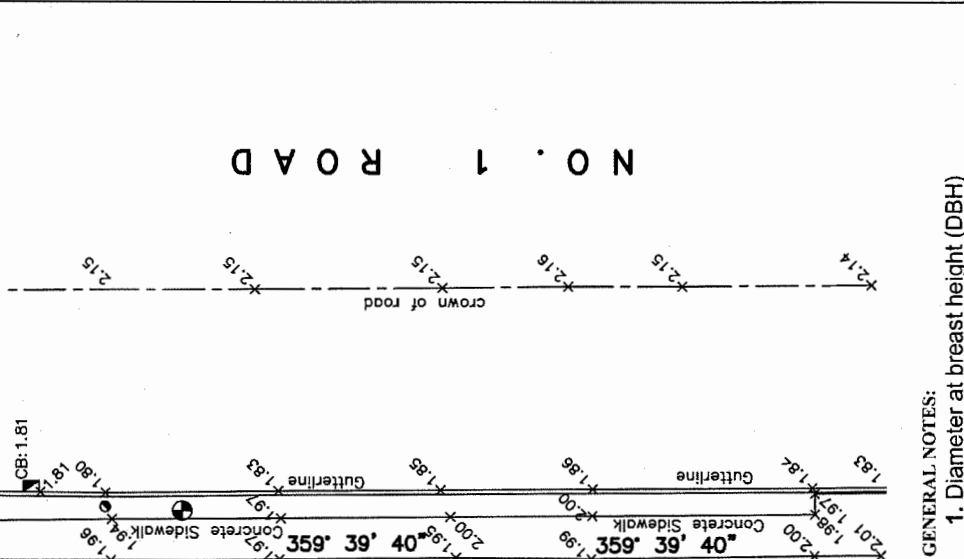 NO. 1 ROAD
2.14
2.15
2.16
2.15
2.15
2.15
crown of road
CB: 1.81
1.81
1.80
1.83
Gutterline
1.85
1.86
Gutterline
1.84
1.83
1.96
1.94
Concrete Sidewalk
1.97
1.97
359° 39' 40"
1.95
2.00
1.99
2.00
Concrete Sidewalk
359° 39' 40"
2.00
1.98
1.97
2.01
GENERAL NOTES:
1. Diameter at breast height (DBH)